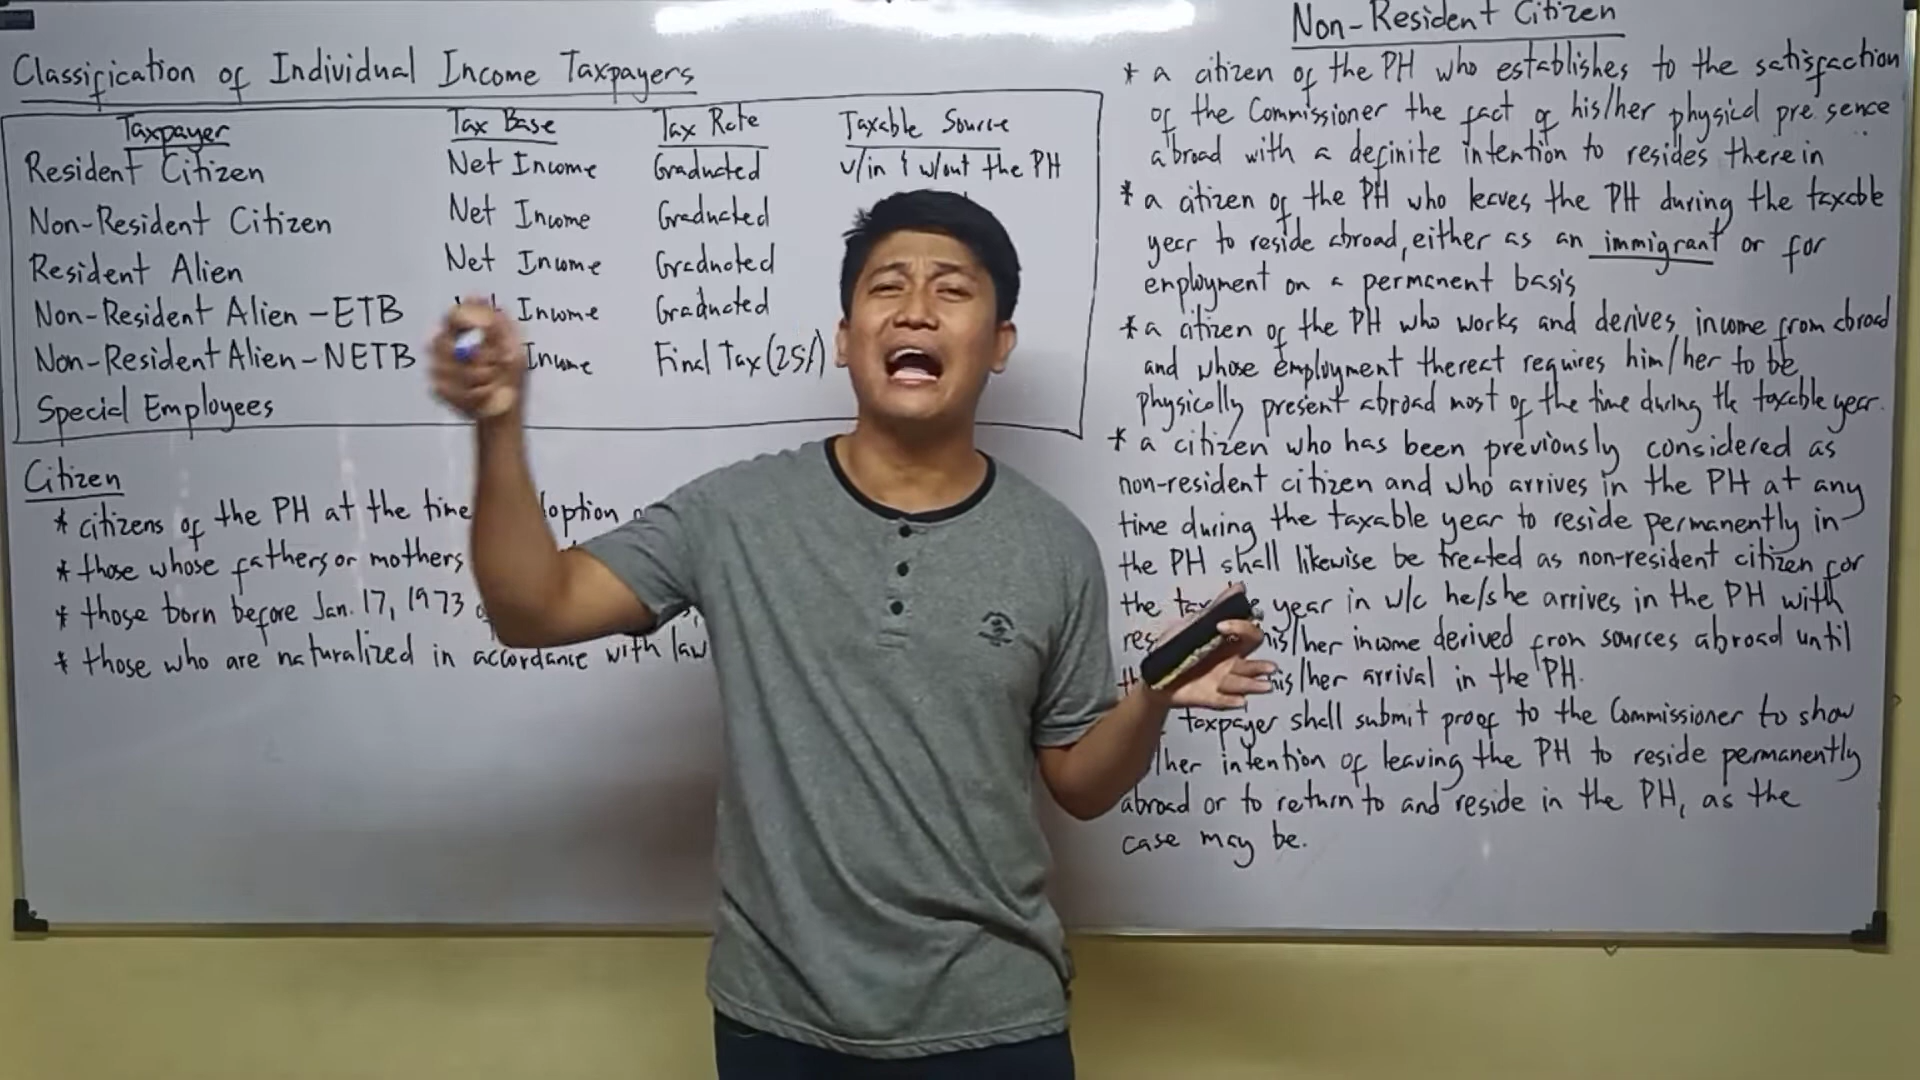 Classification of Individual Income Taxpayers
Taxpayer Tax Base Tax Rate Taxable Source
Resident Citizen Net Income Graduated w/in & w/out the PH
Non-Resident Citizen Net Income Graduated
Resident Alien Net Income Graduated
Non-Resident Alien - ETB Income Graduated
Non-Resident Alien - NETB Income Final Tax (25%)
Special Employees
Citizen
* citizens of the PH at the time
* those whose fathers or mothers
* those born before Jan. 17, 1973
* those who are naturalized in accordance with law
Non-Resident Citizen
* a citizen of the PH who establishes to the satisfaction
of the Commissioner the fact of his/her physical presence
abroad with a definite intention to resides therein
* a citizen of the PH who leaves the PH during the taxable
year to reside abroad, either as an immigrant or for
employment on a permanent basis
* a citizen of the PH who works and derives income from abroad
and whose employment thereat requires him/her to be
physically present abroad most of the time during the taxable year.
* a citizen who has been previously considered as
non-resident citizen and who arrives in the PH at any
time during the taxable year to reside permanently in
the PH shall likewise be treated as non-resident citizen for
the year in w/c he/she arrives in the PH with
his/her income derived from sources abroad until
his/her arrival in the PH.
taxpayer shall submit proof to the Commissioner to show
/her intention of leaving the PH to reside permanently
abroad or to return to and reside in the PH, as the
case may be.